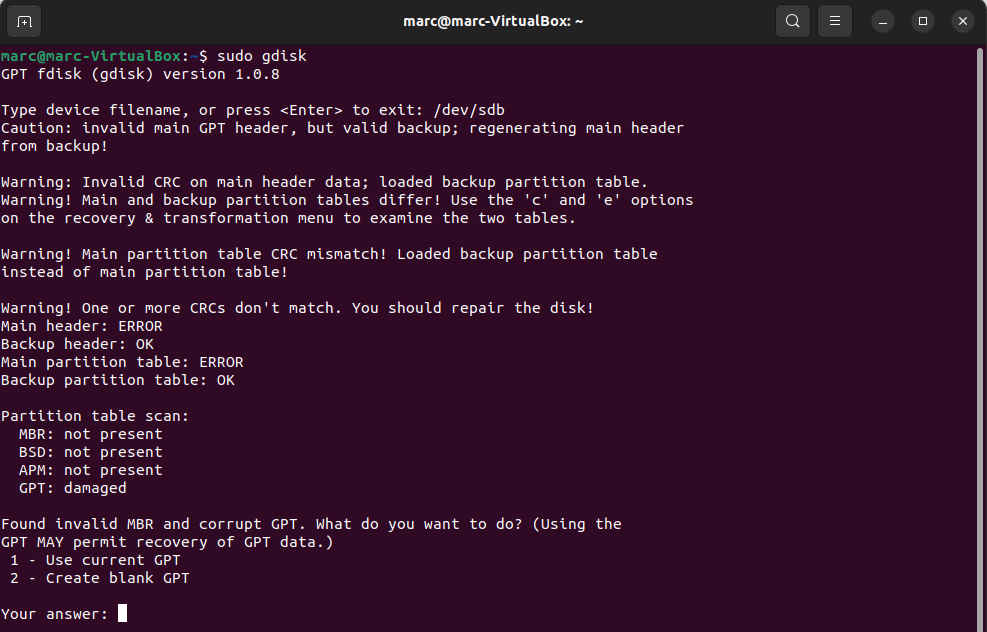 marc@marc-VirtualBox: ~
marc@marc-VirtualBox:~$ sudo gdisk
GPT fdisk (gdisk) version 1.0.8
Type device filename, or press <Enter> to exit: /dev/sdb
Caution: invalid main GPT header, but valid backup; regenerating main header
from backup!
Warning: Invalid CRC on main header data; loaded backup partition table.
Warning! Main and backup partition tables differ! Use the 'c' and 'e' options
on the recovery & transformation menu to examine the two tables.
Warning! Main partition table CRC mismatch! Loaded backup partition table
instead of main partition table!
Warning! One or more CRCs don't match. You should repair the disk!
Main header: ERROR
Backup header: OK
Main partition table: ERROR
Backup partition table: OK
Partition table scan:
  MBR: not present
  BSD: not present
  APM: not present
  GPT: damaged
Found invalid MBR and corrupt GPT. What do you want to do? (Using the
GPT MAY permit recovery of GPT data.)
 1 - Use current GPT
 2 - Create blank GPT
Your answer: